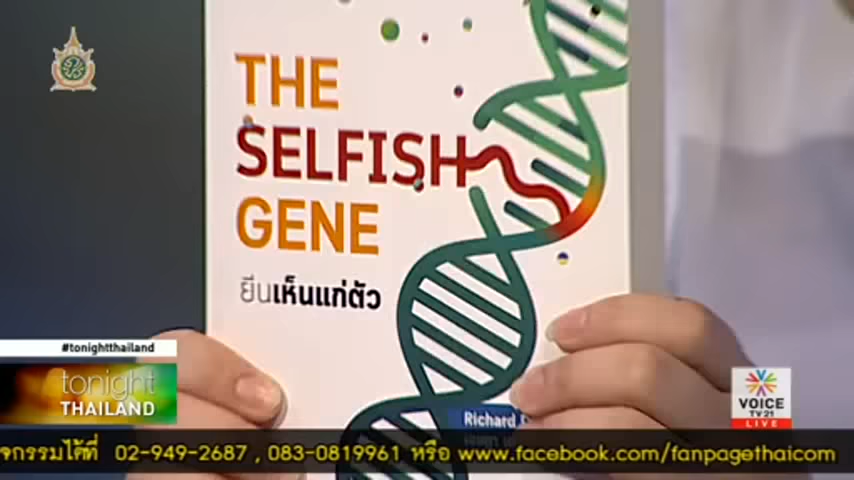 THE
SELFISH
GENE
ยีนเห็นแก่ตัว
Richard
#tonightthailand
tonight
THAILAND
VOICE
TV21
LIVE
02-949-2687 , 083-0819961 หรือ www.facebook.com/fanpagethaicom